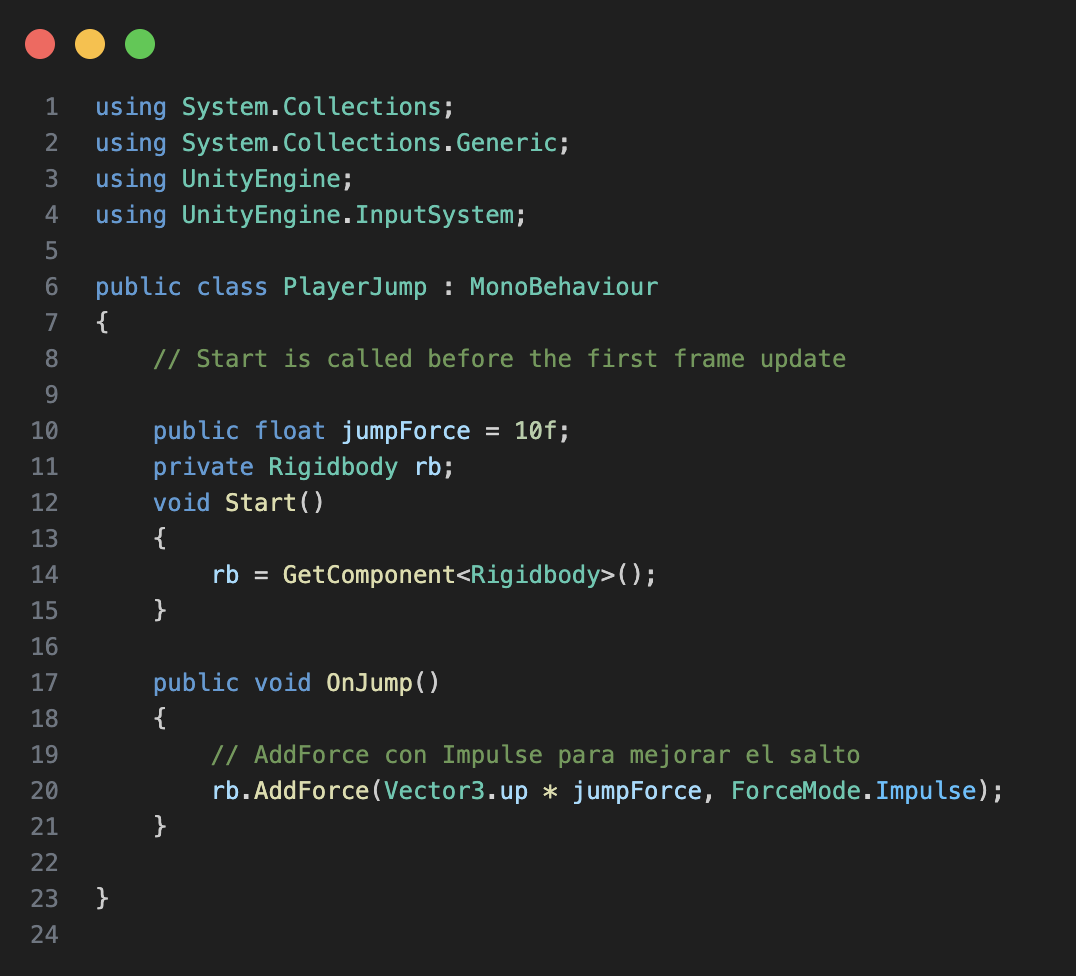 1 using System.Collections;
2 using System.Collections.Generic;
3 using UnityEngine;
4 using UnityEngine.InputSystem;
5
6 public class PlayerJump : MonoBehaviour
7 {
8     // Start is called before the first frame update
9
10     public float jumpForce = 10f;
11     private Rigidbody rb;
12     void Start()
13     {
14         rb = GetComponent<Rigidbody>();
15     }
16
17     public void OnJump()
18     {
19         // AddForce con Impulse para mejorar el salto
20         rb.AddForce(Vector3.up * jumpForce, ForceMode.Impulse);
21     }
22
23 }
24